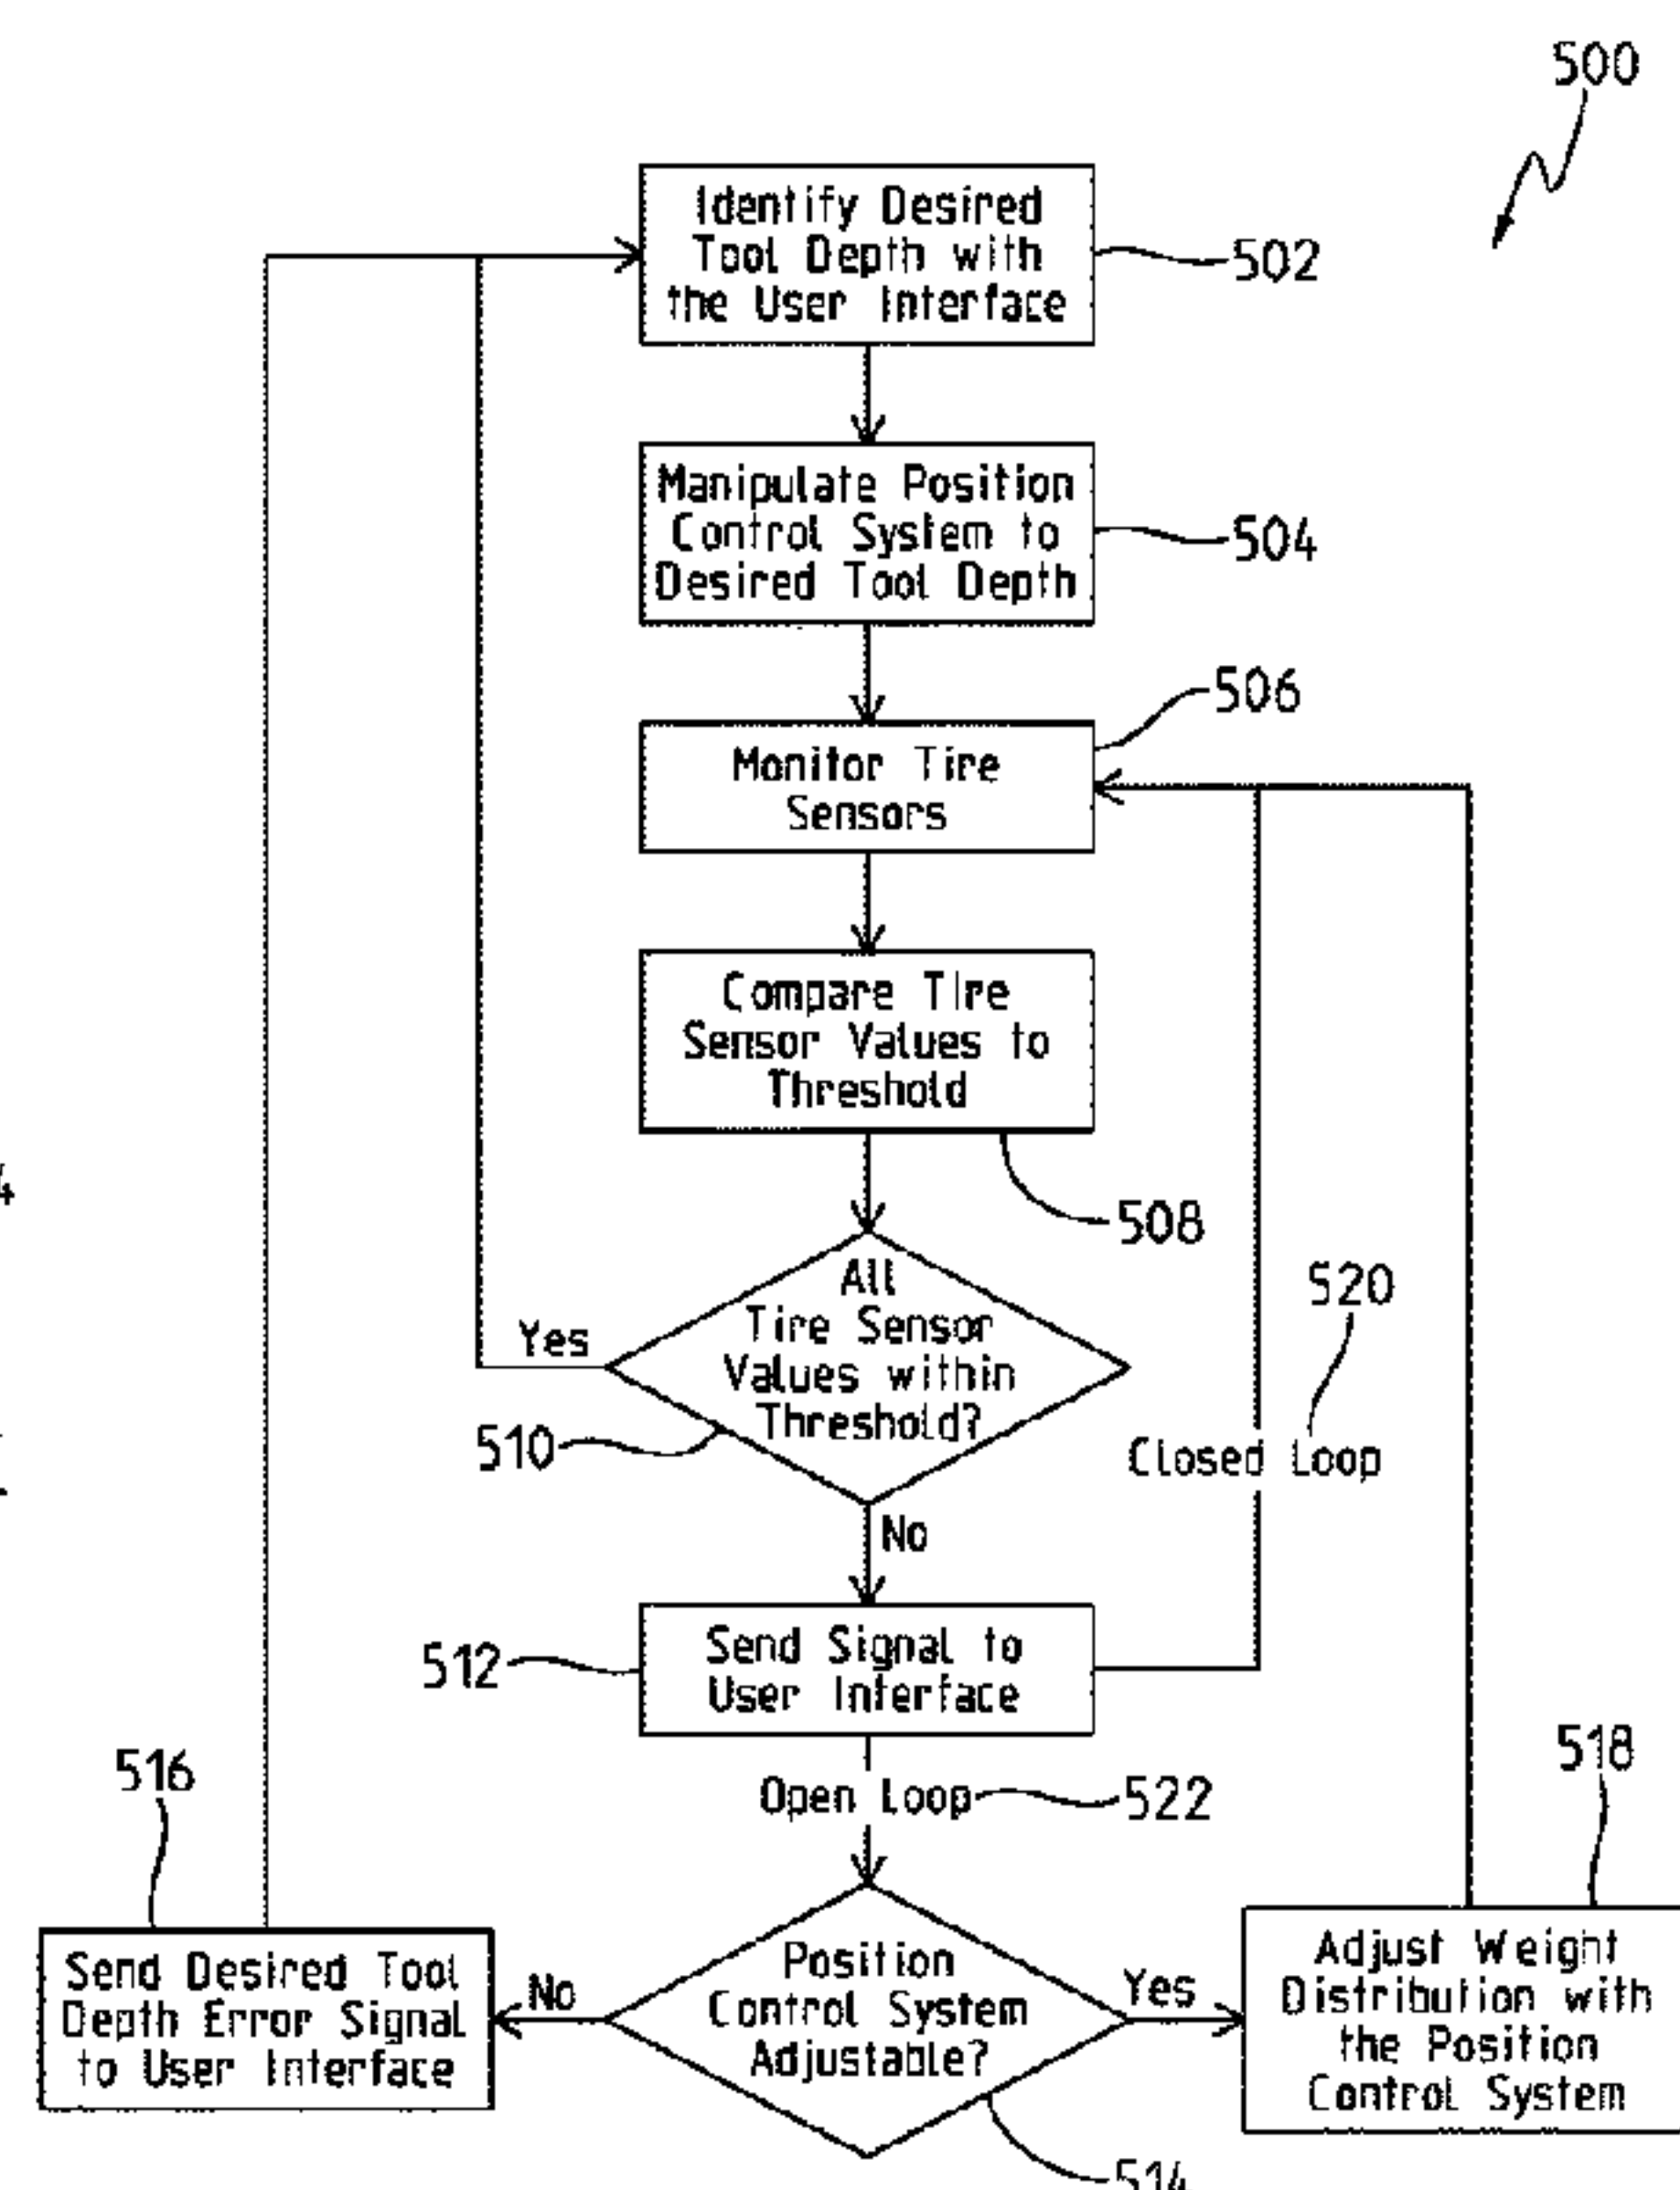 500
Identify Desired
Tool Depth with
the User Interface
502
Manipulate Position
Control System to
Desired Tool Depth
504
506
Monitor Tire
Sensors
Compare Tire
Sensor Values to
Threshold
508
All
Tire Sensor
Values within
Threshold?
Yes
510
520
Closed Loop
No
512
Send Signal to
User Interface
516
518
Open Loop
522
Send Desired Tool
Depth Error Signal
to User Interface
No
Position
Control System
Adjustable?
Yes
Adjust Weight
Distribution with
the Position
Control System
514